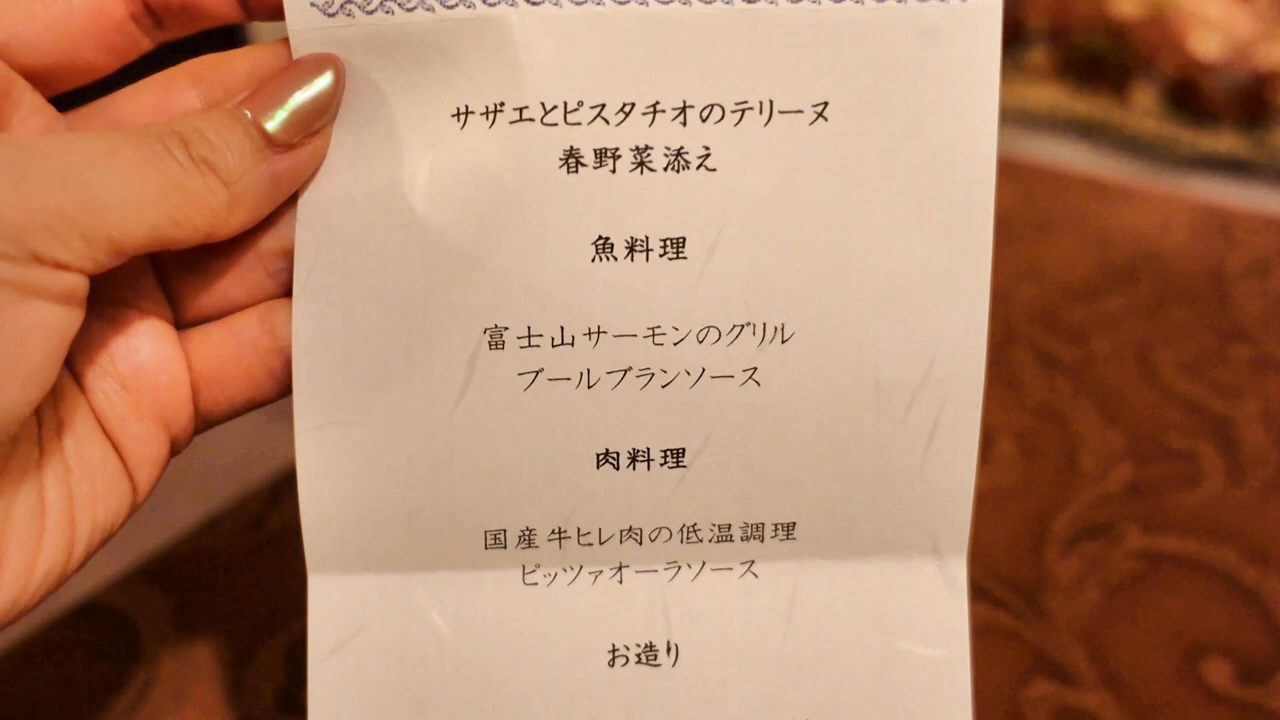 サザエとピスタチオのテリーヌ
春野菜添え
魚料理
富士山サーモンのグリル
ブールブランソース
肉料理
国産牛ヒレ肉の低温調理
ピッツァオーラソース
お造り